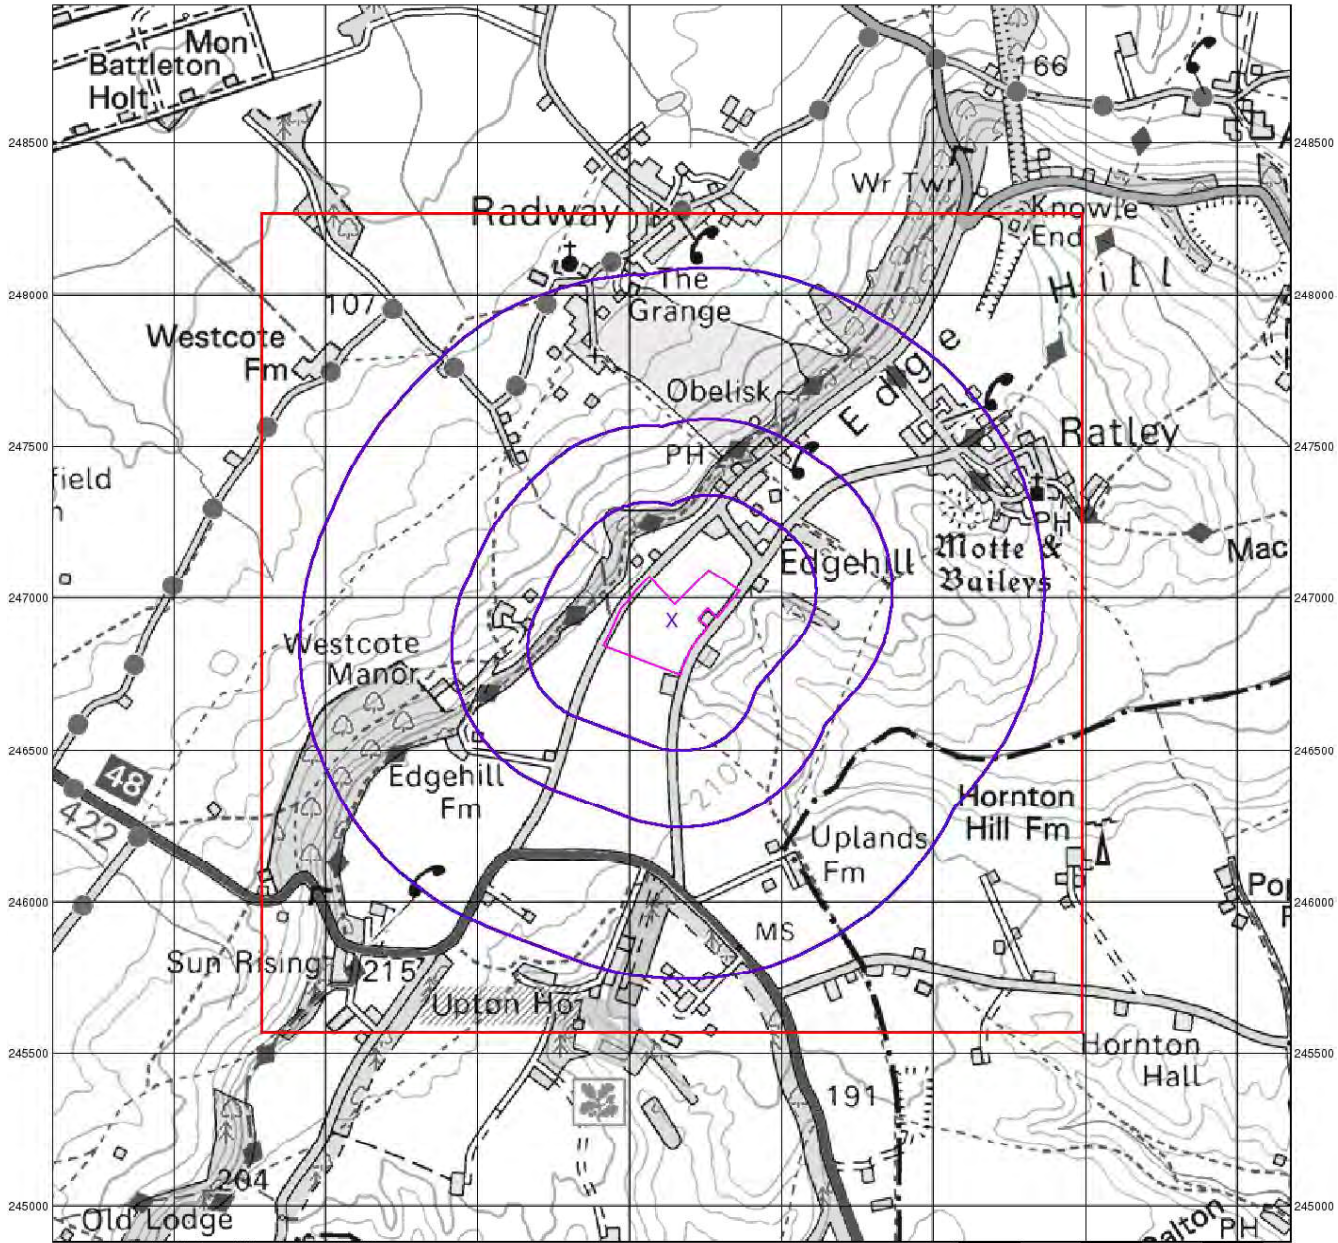 Mon
Battleton
Holt
166
248500
248500
Wr Twr
Radway
Knowle
End
Hill
The
Grange
248000
248000
107
Westcote
Fm
Edge
Obelisk
Ratley
247500
247500
PH
field
PH
Edgehill
Motte &
Baileys
Mac
247000
247000
X
Westcote
Manor
246500
246500
48
422
Edgehill
Fm
210
Hornton
Hill Fm
Uplands
Fm
246000
246000
MS
Sun Rising
215
Upton Ho
245500
245500
Hornton
Hall
191
204
245000
245000
Old Lodge
PH